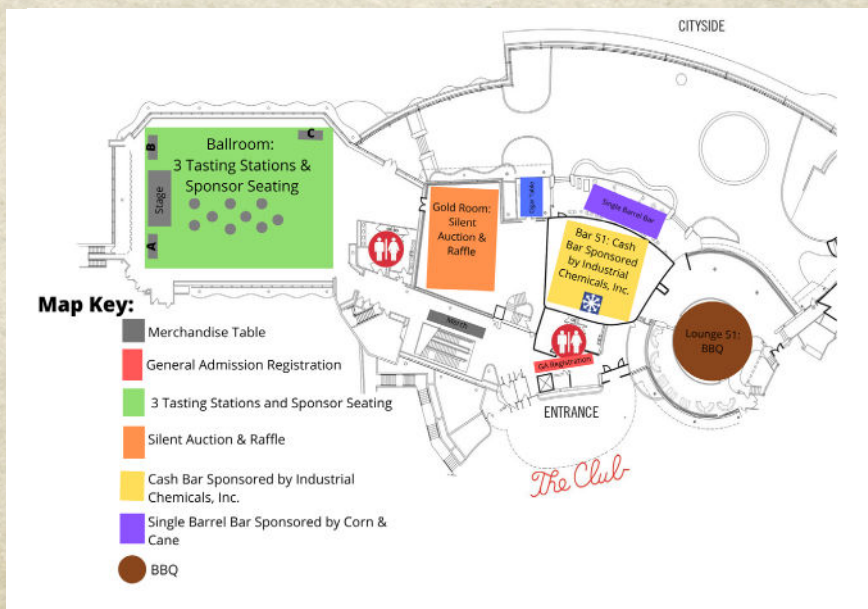 CITYSIDE
C
B
Ballroom:
3 Tasting Stations &
Sponsor Seating
Stage
A
Gold Room:
Silent
Auction &
Raffle
Cigar Table
Single Barrel Bar
Bar 51: Cash
Bar Sponsored
by Industrial
Chemicals, Inc.
Lounge 51:
BBQ
Merch
GA Registration
ENTRANCE
The Club
Map Key:
Merchandise Table
General Admission Registration
3 Tasting Stations and Sponsor Seating
Silent Auction & Raffle
Cash Bar Sponsored by Industrial
Chemicals, Inc.
Single Barrel Bar Sponsored by Corn &
Cane
BBQ